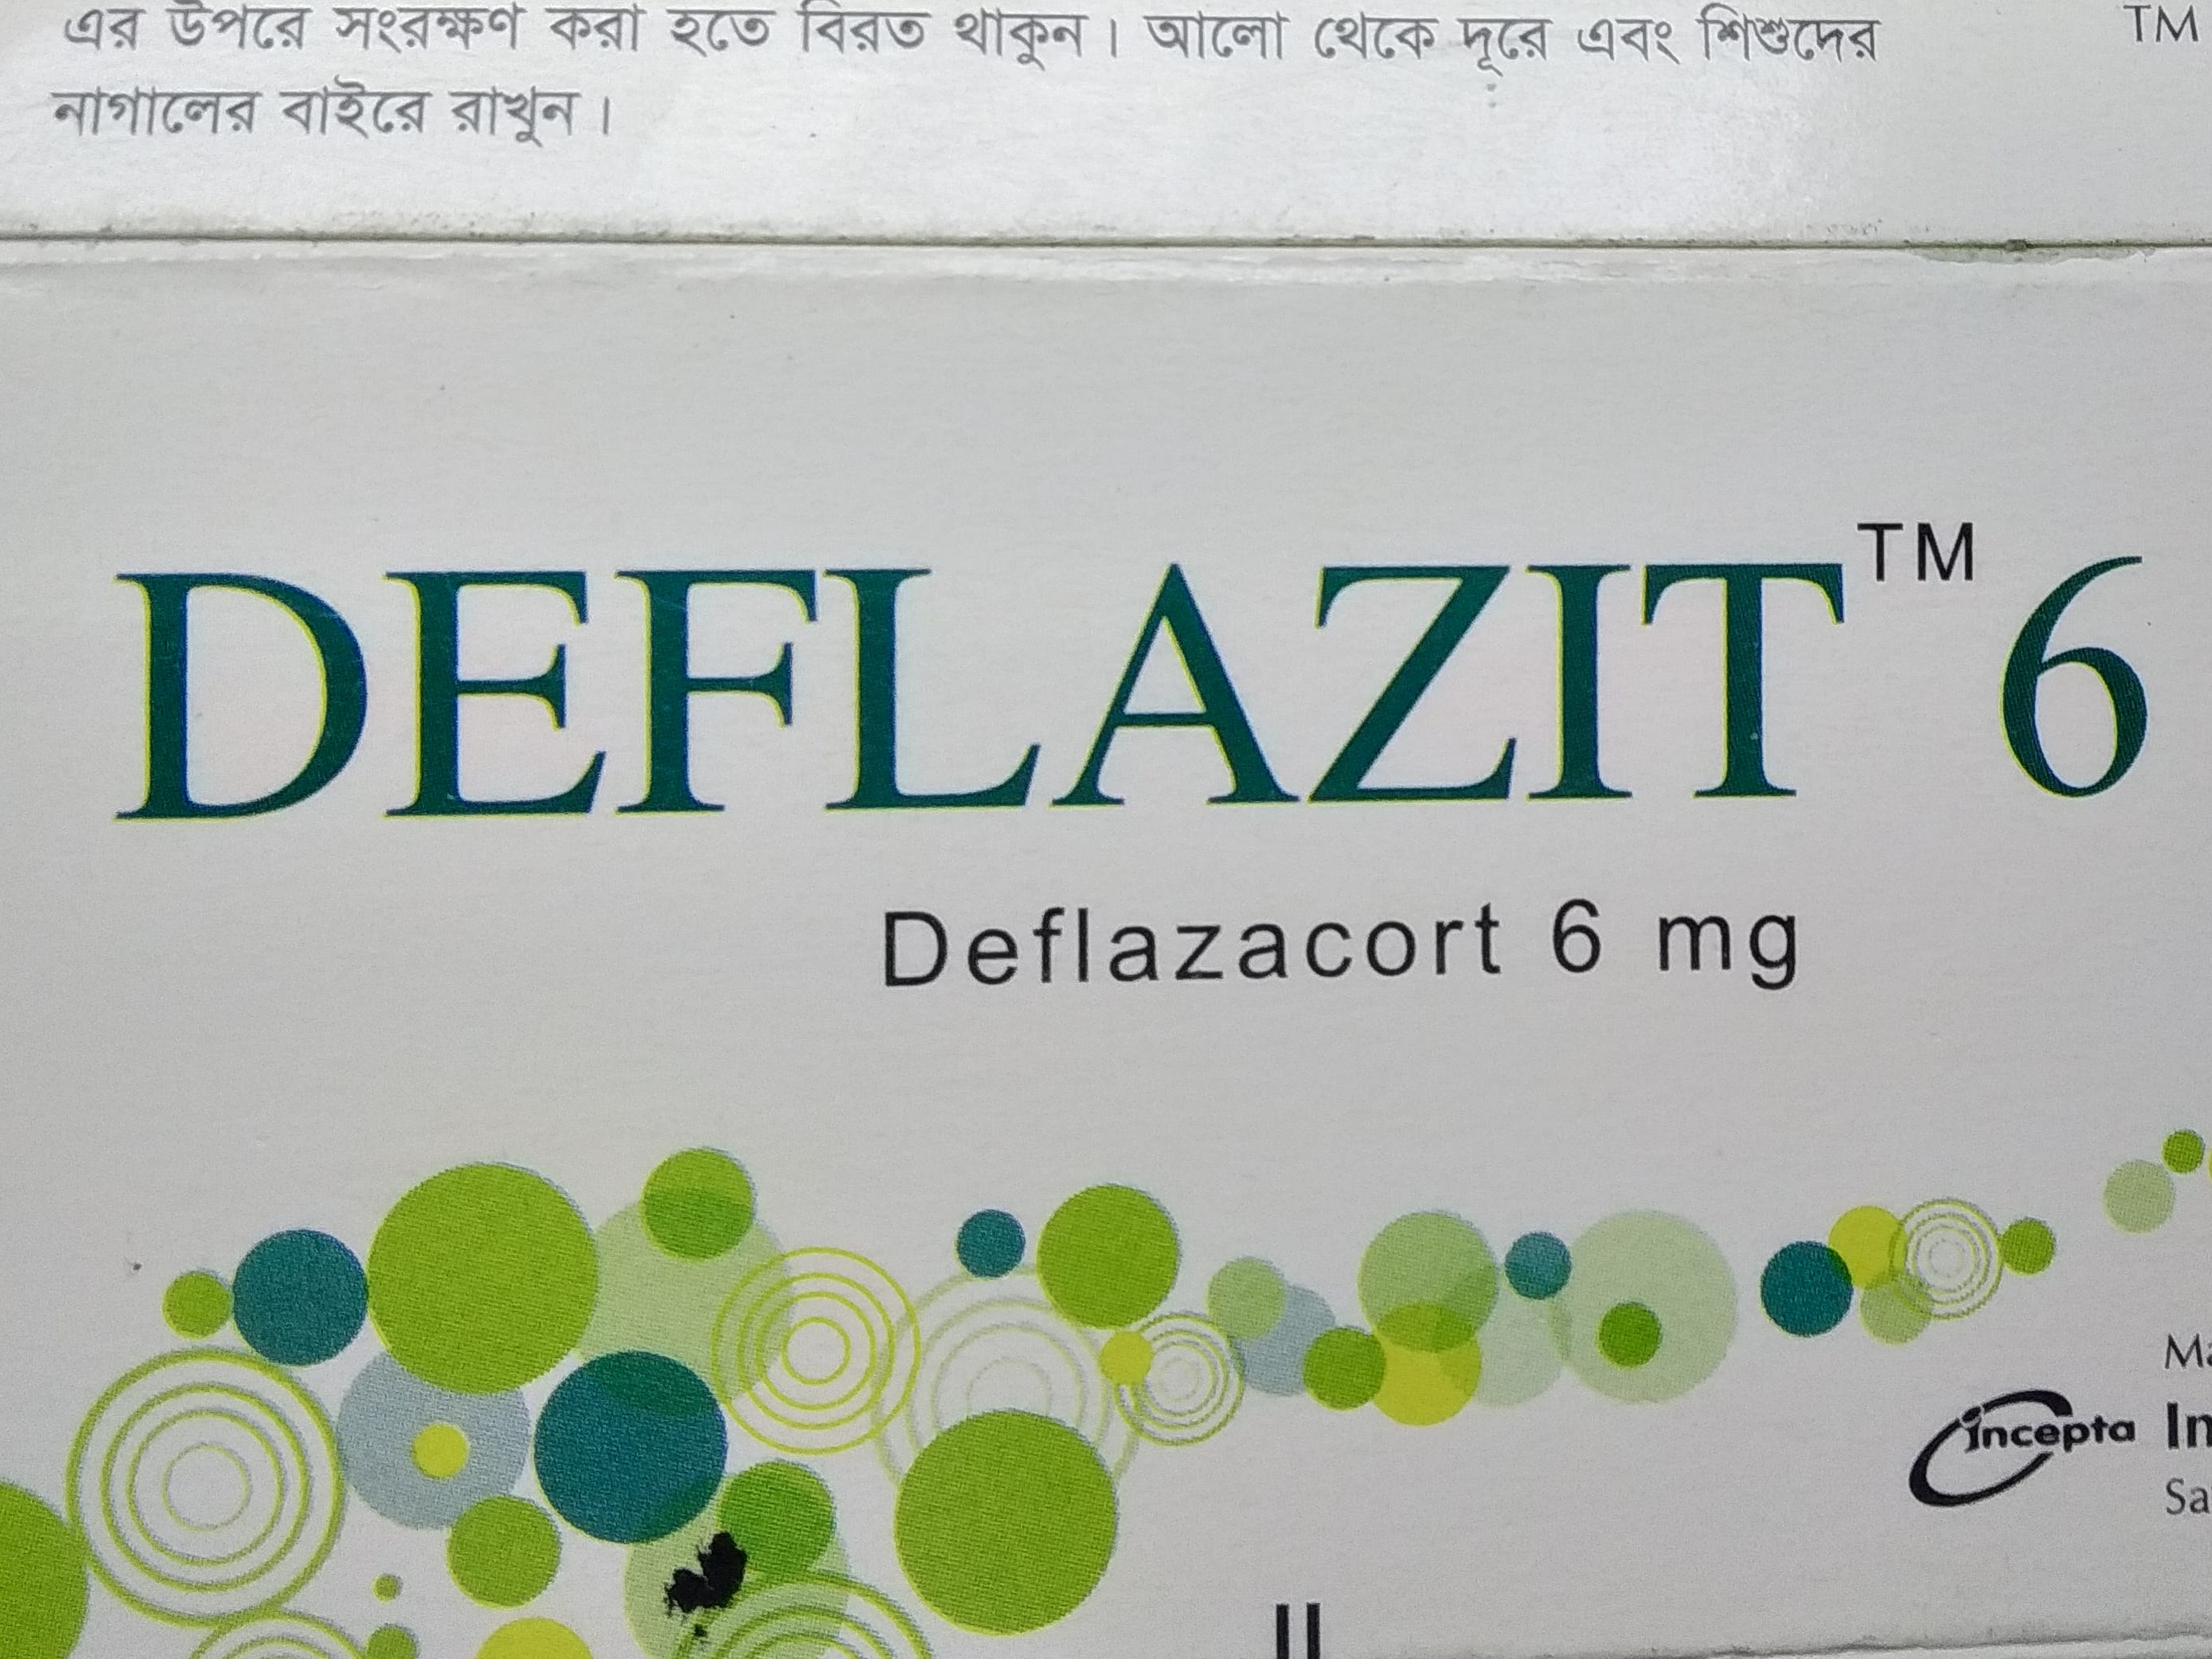 এর উপরে সংরক্ষণ করা হতে বিরত থাকুন। আলো থেকে দূরে এবং শিশুদের
নাগালের বাইরে রাখুন।
TM
DEFLAZIT™ 6
Deflazacort 6 mg
incepta